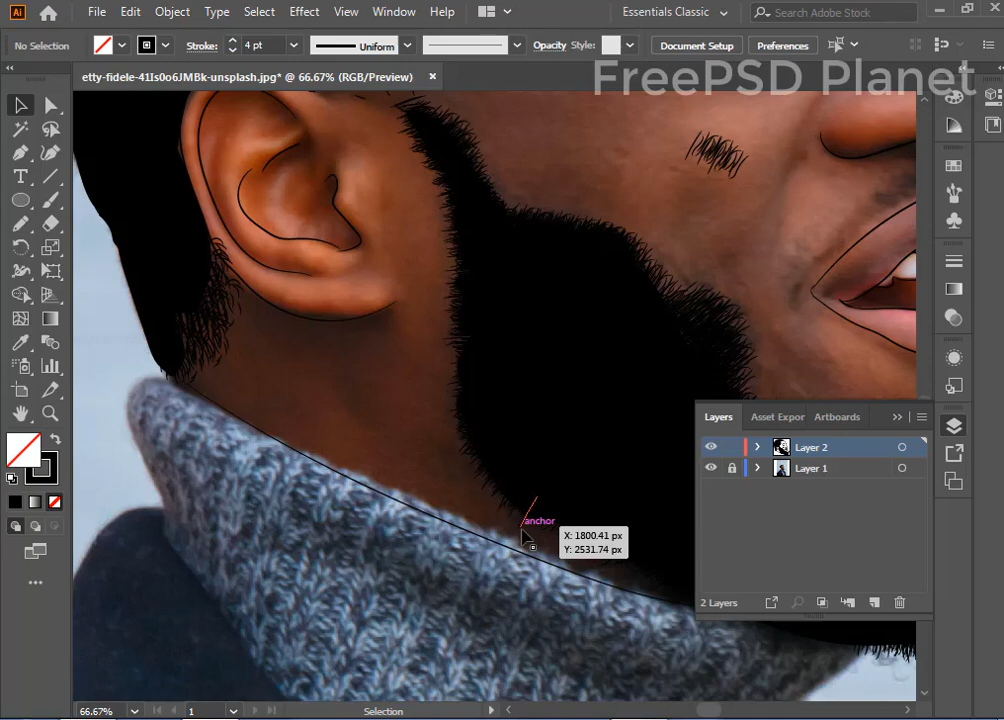 Ai File Edit Object Type Select Effect View Window Help Essentials Classic Search Adobe Stock
No Selection Stroke: 4 pt Uniform Opacity Style: Document Setup Preferences
etty-fidele-41Is0o6JMBk-unsplash.jpg* @ 66.67% (RGB/Preview)
FreePSD Planet
Layers Asset Expor Artboards
Layer 2
Layer 1
anchor
X: 1800.41 px
Y: 2531.74 px
2 Layers
66.67% 1 Selection